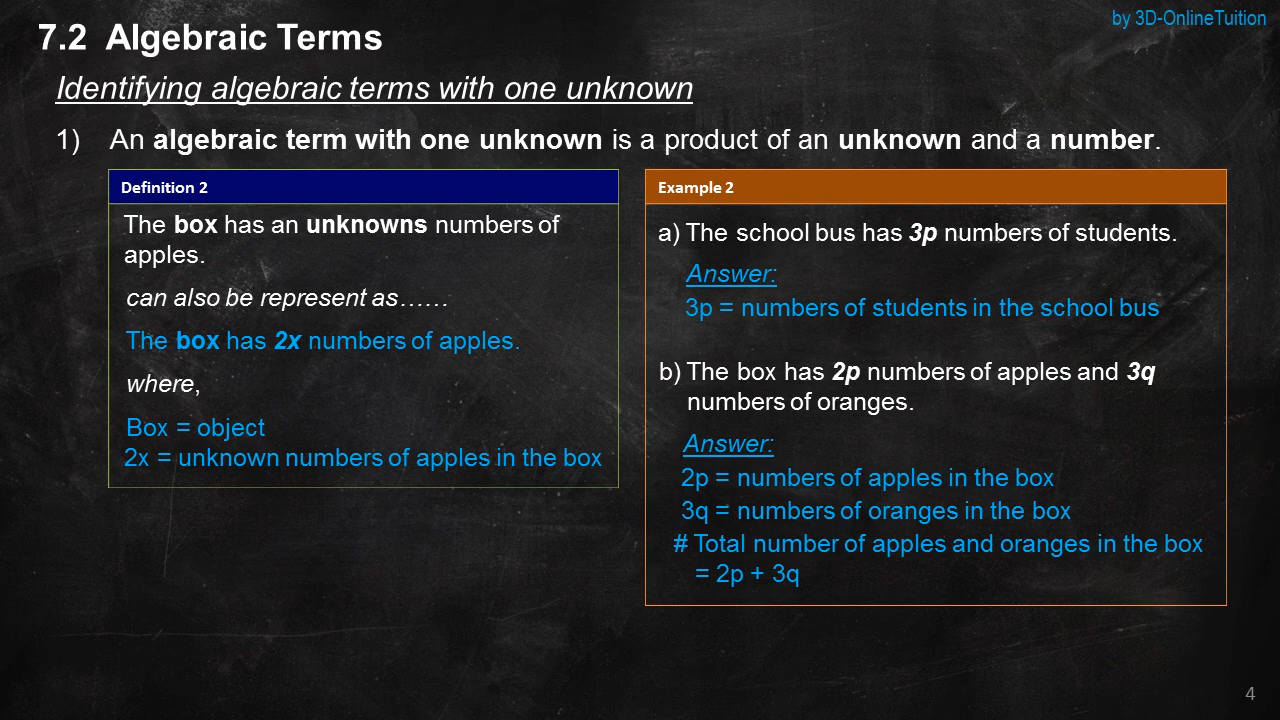 by 3D-OnlineTuition
7.2 Algebraic Terms
Identifying algebraic terms with one unknown
1) An algebraic term with one unknown is a product of an unknown and a number.
Definition 2
The box has an unknowns numbers of
apples.
can also be represent as……
The box has 2x numbers of apples.
where,
Box = object
2x = unknown numbers of apples in the box
Example 2
a) The school bus has 3p numbers of students.
Answer:
3p = numbers of students in the school bus
b) The box has 2p numbers of apples and 3q
numbers of oranges.
Answer:
2p = numbers of apples in the box
3q = numbers of oranges in the box
# Total number of apples and oranges in the box
= 2p + 3q
4